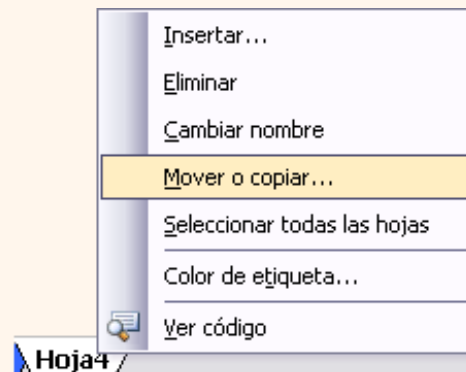 Insertar...
Eliminar
Cambiar nombre
Mover o copiar...
Seleccionar todas las hojas
Color de etiqueta...
Ver código
Hoja4